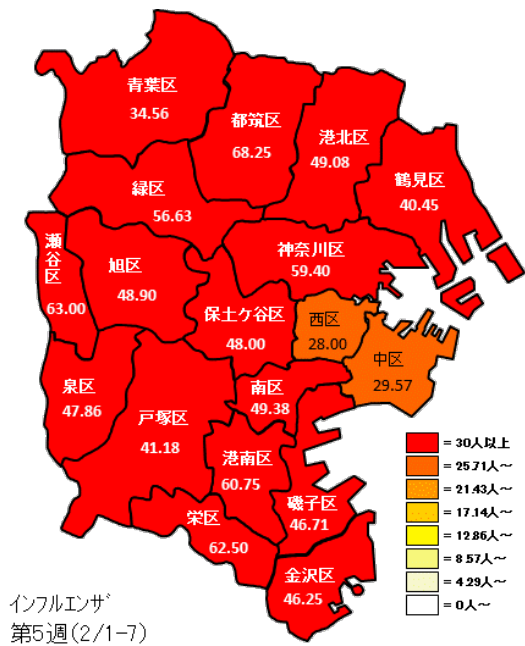 青葉区
34.56
都筑区
68.25
港北区
49.08
鶴見区
40.45
緑区
56.63
瀬谷区
63.00
旭区
48.90
神奈川区
59.40
保土ケ谷区
48.00
西区
28.00
中区
29.57
泉区
47.86
戸塚区
41.18
南区
49.38
港南区
60.75
磯子区
46.71
栄区
62.50
金沢区
46.25
=30人以上
=25.71人～
=21.43人～
=17.14人～
=12.86人～
=8.57人～
=4.29人～
=0人～
インフルエンザ
第5週(2/1-7)